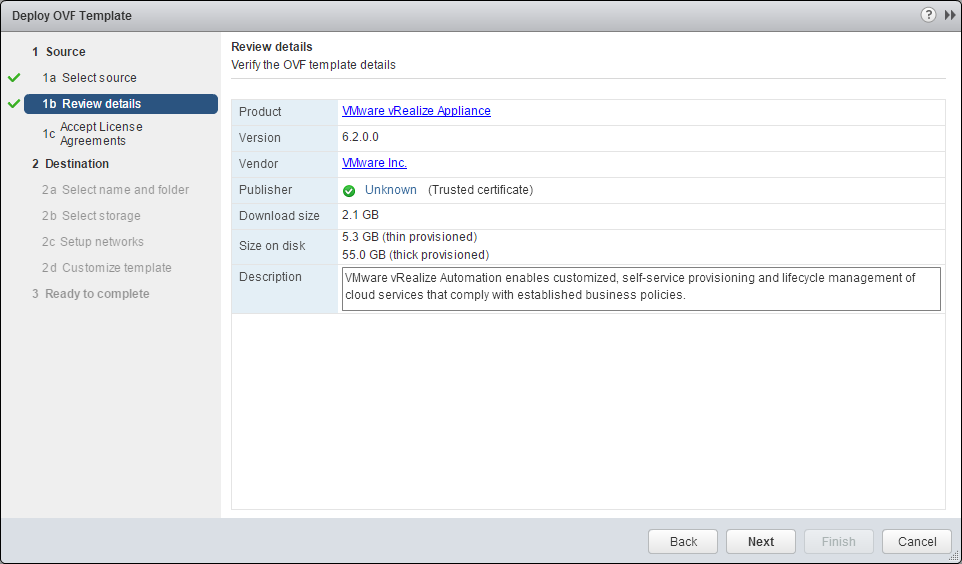 Deploy OVF Template
?
1 Source
1a Select source
1b Review details
1c Accept License
Agreements
2 Destination
2a Select name and folder
2b Select storage
2c Setup networks
2d Customize template
3 Ready to complete
Review details
Verify the OVF template details
Product VMware vRealize Appliance
Version 6.2.0.0
Vendor VMware Inc.
Publisher Unknown (Trusted certificate)
Download size 2.1 GB
Size on disk 5.3 GB (thin provisioned)
55.0 GB (thick provisioned)
Description VMware vRealize Automation enables customized, self-service provisioning and lifecycle management of
cloud services that comply with established business policies.
Back Next Finish Cancel